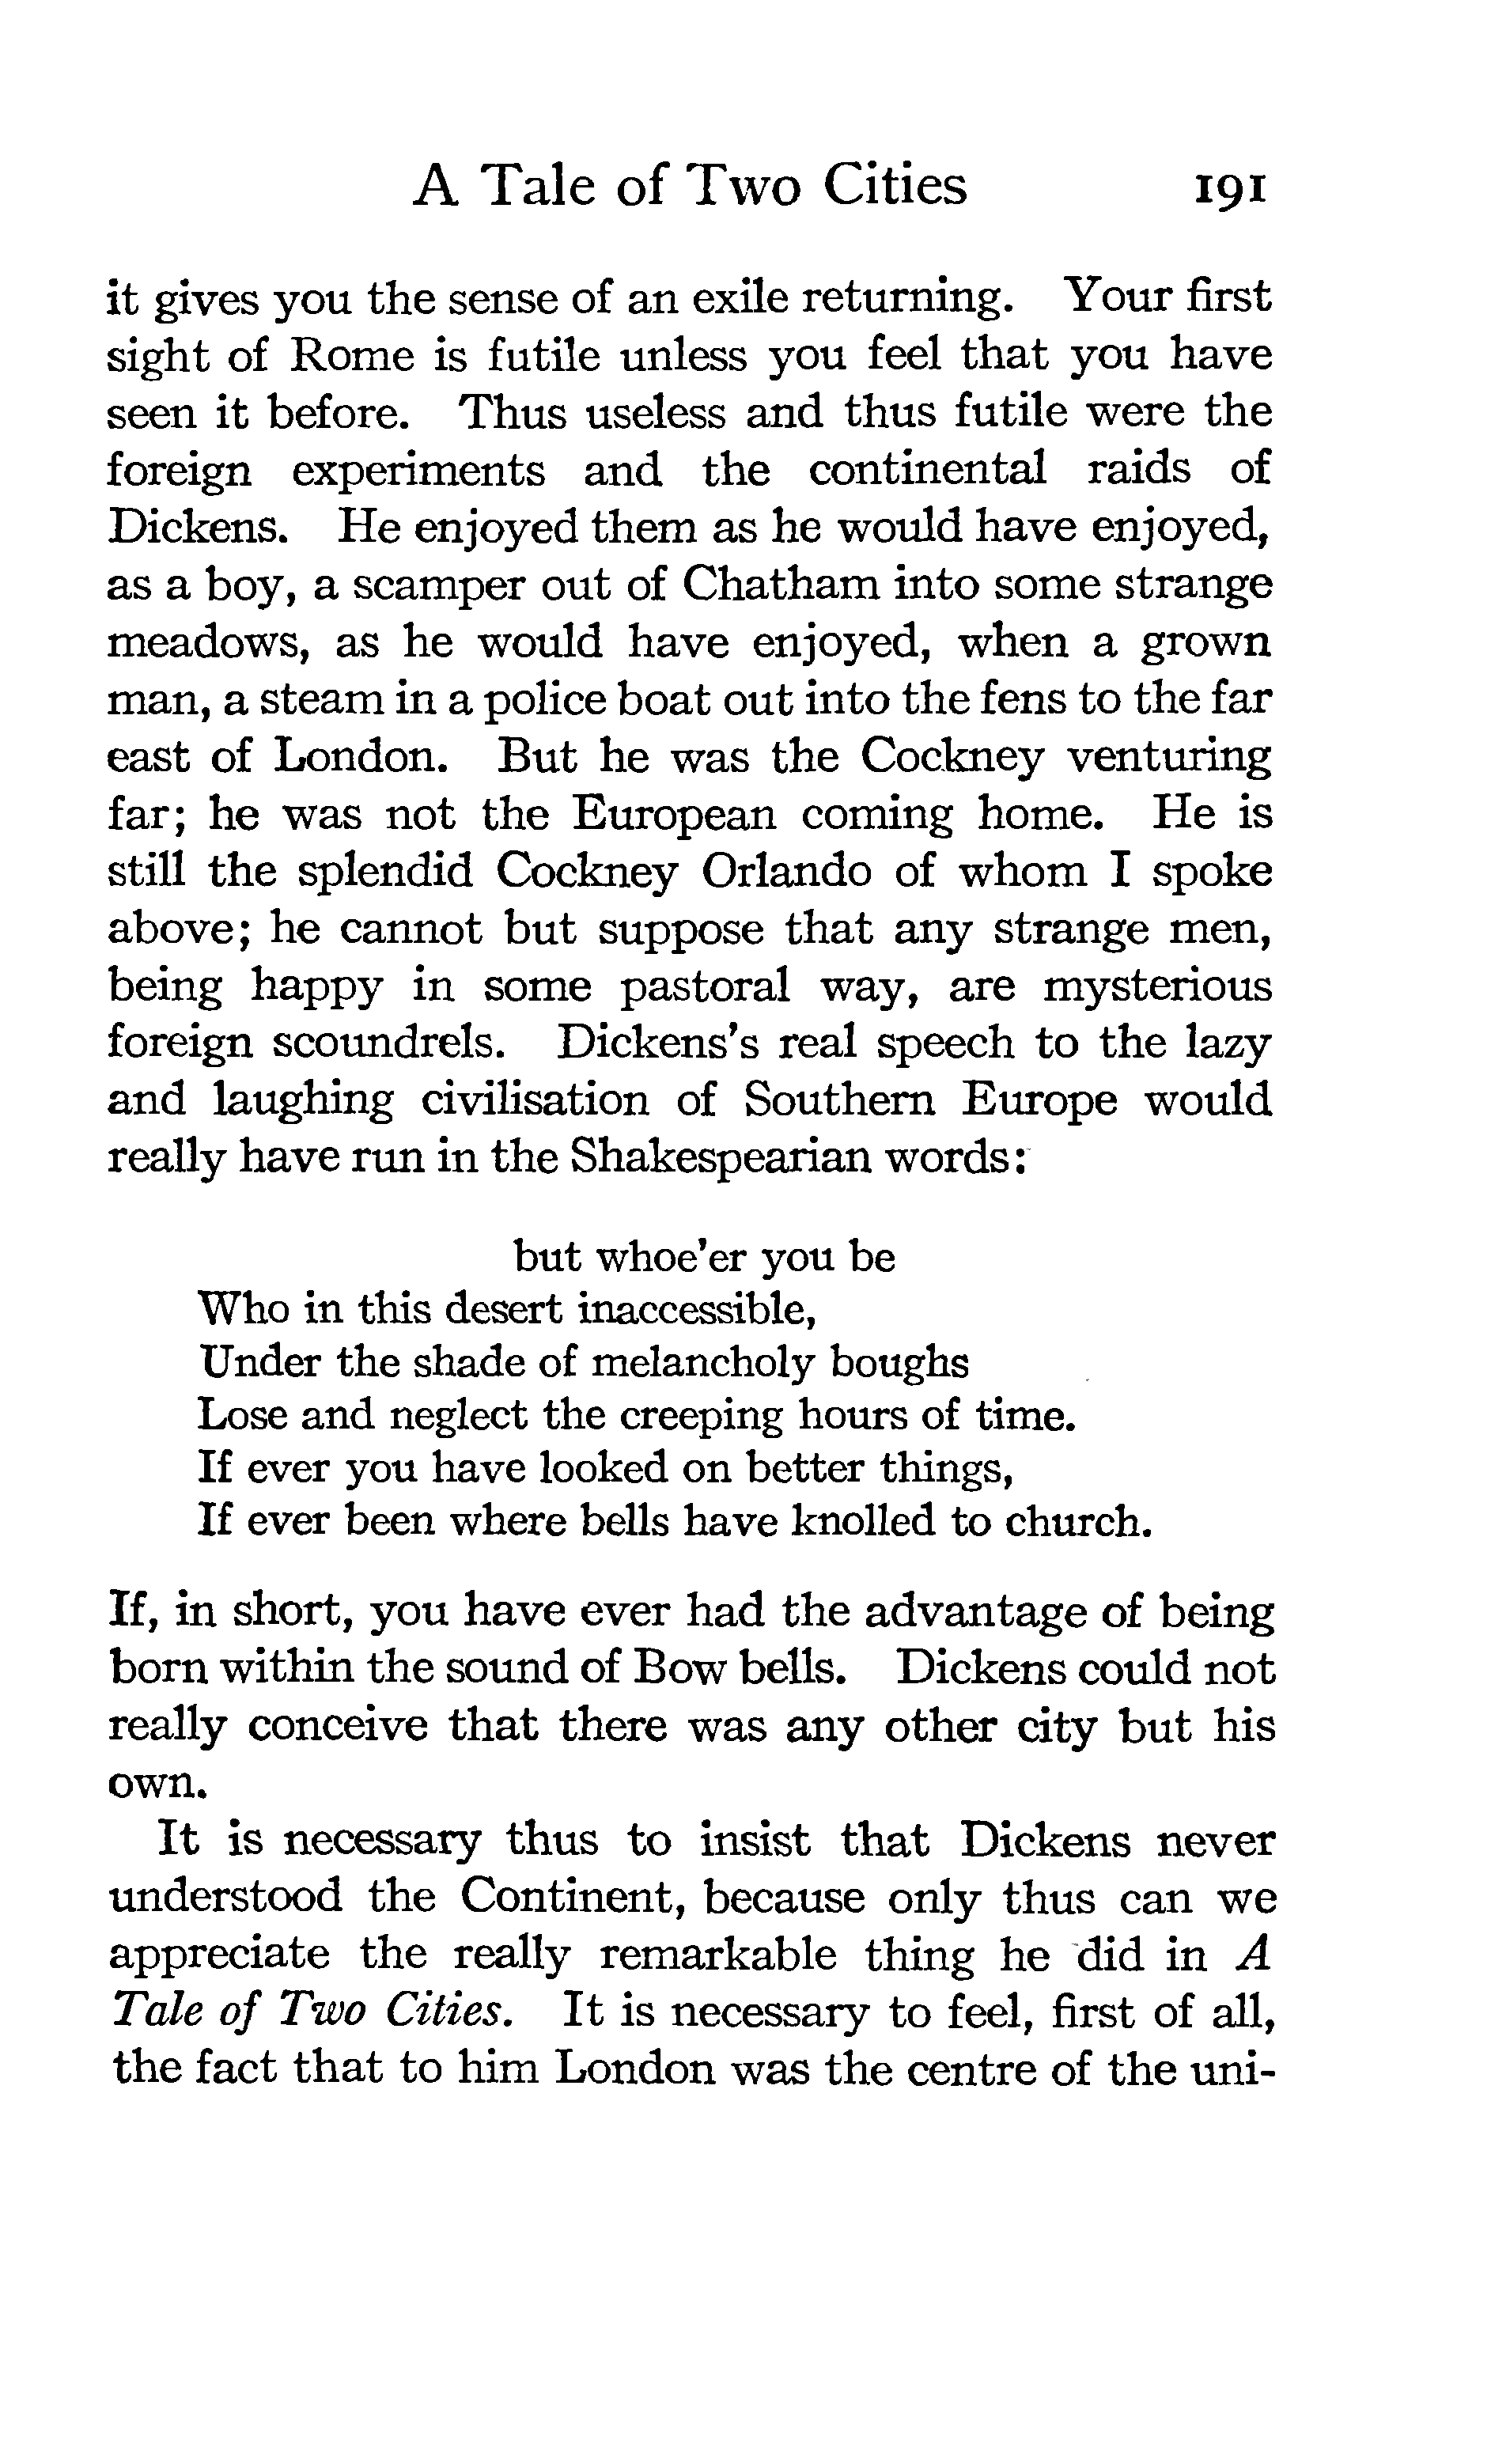 A Tale of Two Cities 191
it gives you the sense of an exile returning. Your first
sight of Rome is futile unless you feel that you have
seen it before. Thus useless and thus futile were the
foreign experiments and the continental raids of
Dickens. He enjoyed them as he would have enjoyed,
as a boy, a scamper out of Chatham into some strange
meadows, as he would have enjoyed, when a grown
man, a steam in a police boat out into the fens to the far
east of London. But he was the Cockney venturing
far; he was not the European coming home. He is
still the splendid Cockney Orlando of whom I spoke
above; he cannot but suppose that any strange men,
being happy in some pastoral way, are mysterious
foreign scoundrels. Dickens's real speech to the lazy
and laughing civilisation of Southern Europe would
really have run in the Shakespearian words:
but whoe'er you be
Who in this desert inaccessible,
Under the shade of melancholy boughs
Lose and neglect the creeping hours of time.
If ever you have looked on better things,
If ever been where bells have knolled to church.
If, in short, you have ever had the advantage of being
born within the sound of Bow bells. Dickens could not
really conceive that there was any other city but his
own.
It is necessary thus to insist that Dickens never
understood the Continent, because only thus can we
appreciate the really remarkable thing he did in A
Tale of Two Cities. It is necessary to feel, first of all,
the fact that to him London was the centre of the uni-